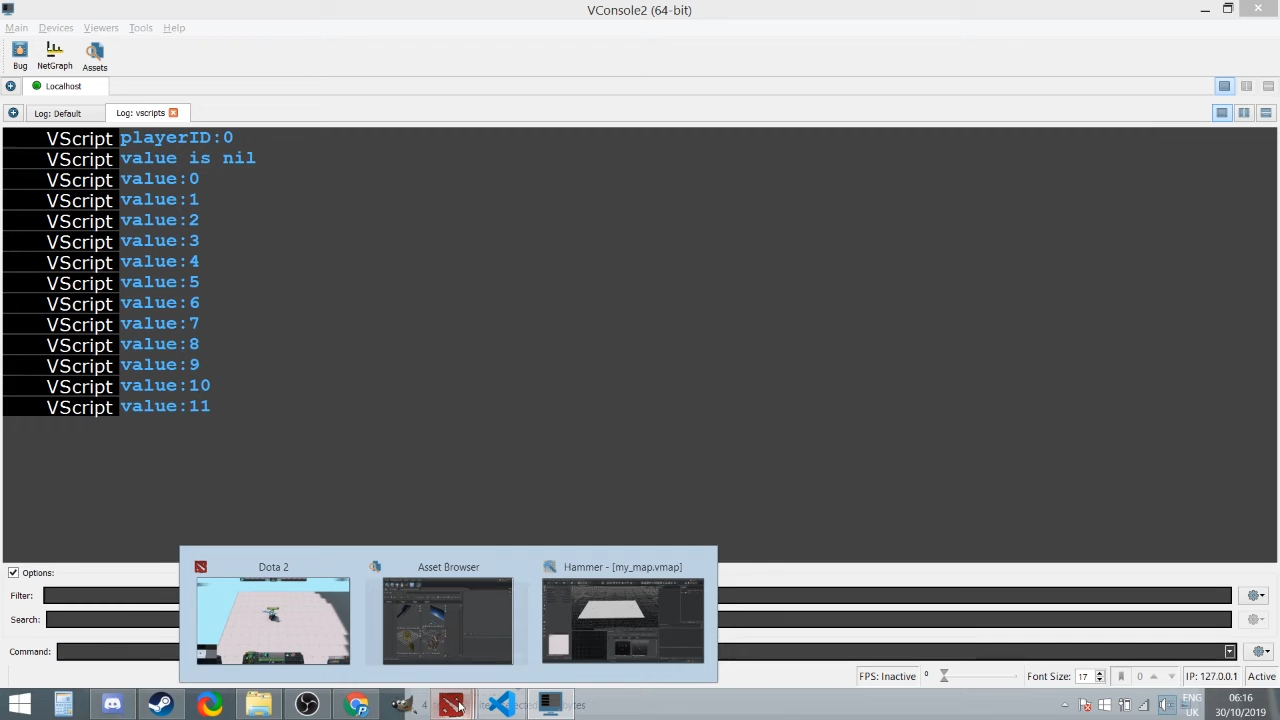 VConsole2 (64-bit)
Main Devices Viewers Tools Help
Bug NetGraph Assets
Localhost
Log: Default Log: vscripts
VScript playerID:0
VScript value is nil
VScript value:0
VScript value:1
VScript value:2
VScript value:3
VScript value:4
VScript value:5
VScript value:6
VScript value:7
VScript value:8
VScript value:9
VScript value:10
VScript value:11
Dota 2 Asset Browser Hammer - [my_map.vmap]
Options:
Filter:
Search:
Command:
FPS: Inactive 0 Font Size: 17 0 IP: 127.0.0.1 Active
ENG 06:16
UK 30/10/2019